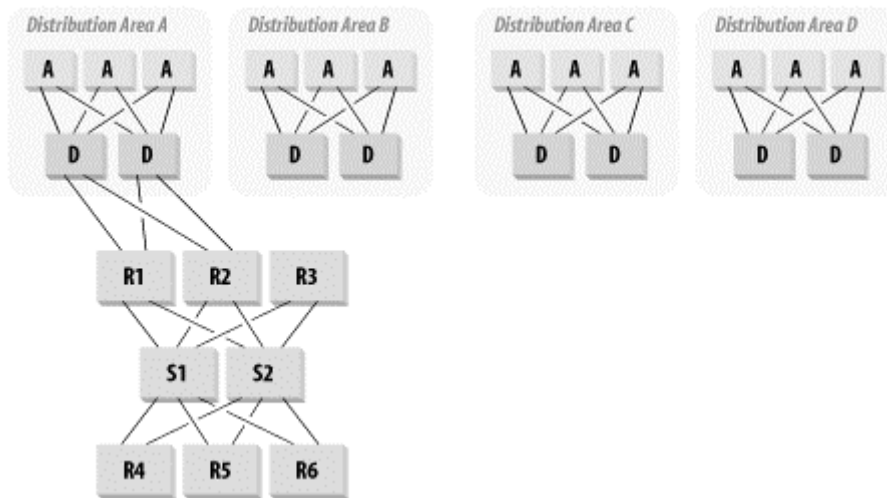 Distribution Area A Distribution Area B Distribution Area C Distribution Area D
A A A A A A A A A A A A
D D D D D D D D
R1 R2 R3
S1 S2
R4 R5 R6